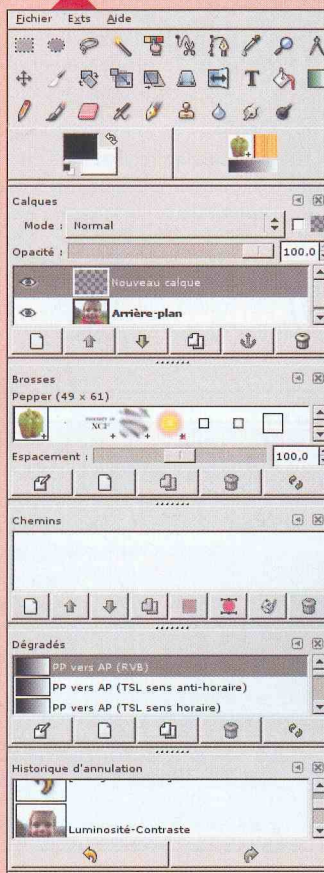 Fichier Exts Aide
Calques
Mode : Normal
Opacité : 100,0
Nouveau calque
Arrière-plan
Brosses
Pepper (49 × 61)
NCF
Espacement : 100,0
Chemins
Dégradés
PP vers AP (RVB)
PP vers AP (TSL sens anti-horaire)
PP vers AP (TSL sens horaire)
Historique d'annulation
Luminosité-Contraste